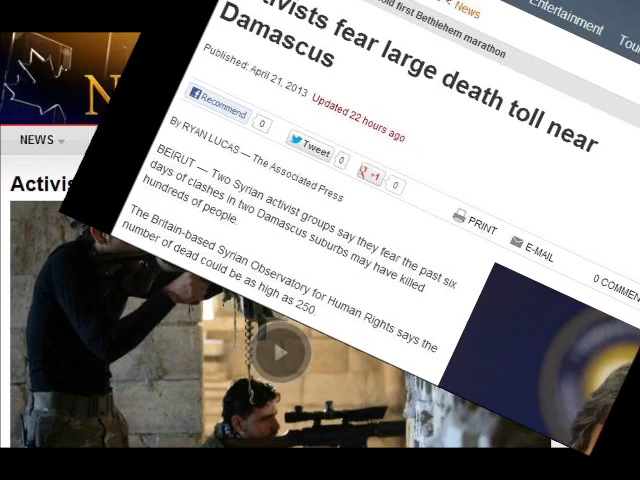 < News
Entertainment
Tou
old first Bethlehem marathon
tivists fear large death toll near
Damascus
Published: April 21, 2013 Updated 22 hours ago
Recommend 0 Tweet 0 +1 0
By RYAN LUCAS — The Associated Press
PRINT E-MAIL 0 COMMEN
BEIRUT — Two Syrian activist groups say they fear the past six
days of clashes in two Damascus suburbs may have killed
hundreds of people.
The Britain-based Syrian Observatory for Human Rights says the
number of dead could be as high as 250.
N
NEWS
Activis